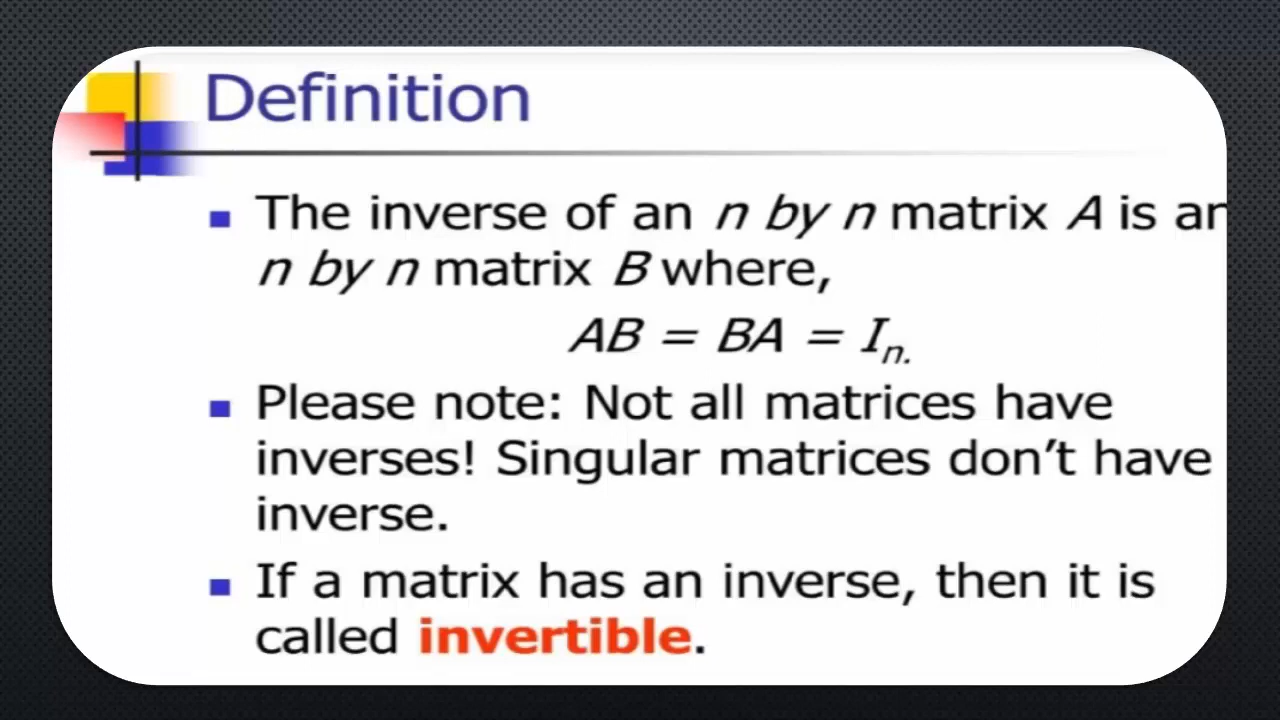 Definition
The inverse of an n by n matrix A is an
n by n matrix B where,
AB = BA = Iₙ.
Please note: Not all matrices have
inverses! Singular matrices don’t have
inverse.
If a matrix has an inverse, then it is
called invertible.